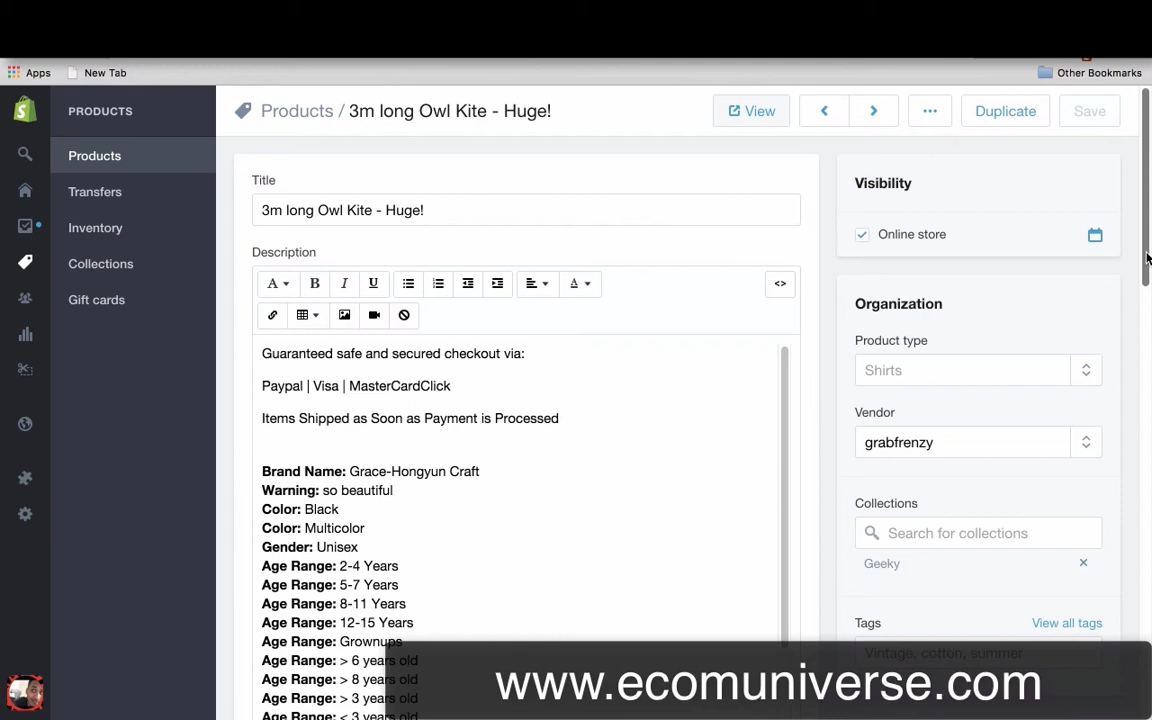 Apps
New Tab
Other Bookmarks
PRODUCTS
Products
Transfers
Inventory
Collections
Gift cards
Products / 3m long Owl Kite - Huge!
View
Duplicate
Save
Title
3m long Owl Kite - Huge!
Description
A
B
I
U
A
<>
Guaranteed safe and secured checkout via:
Paypal | Visa | MasterCardClick
Items Shipped as Soon as Payment is Processed
Brand Name: Grace-Hongyun Craft
Warning: so beautiful
Color: Black
Color: Multicolor
Gender: Unisex
Age Range: 2-4 Years
Age Range: 5-7 Years
Age Range: 8-11 Years
Age Range: 12-15 Years
Age Range: Grownups
Age Range: > 6 years old
Age Range: > 8 years old
Age Range: > 3 years old
Age Range: < 3 years old
Visibility
Online store
Organization
Product type
Shirts
Vendor
grabfrenzy
Collections
Search for collections
Geeky
Tags
View all tags
Vintage, cotton, summer
www.ecomuniverse.com